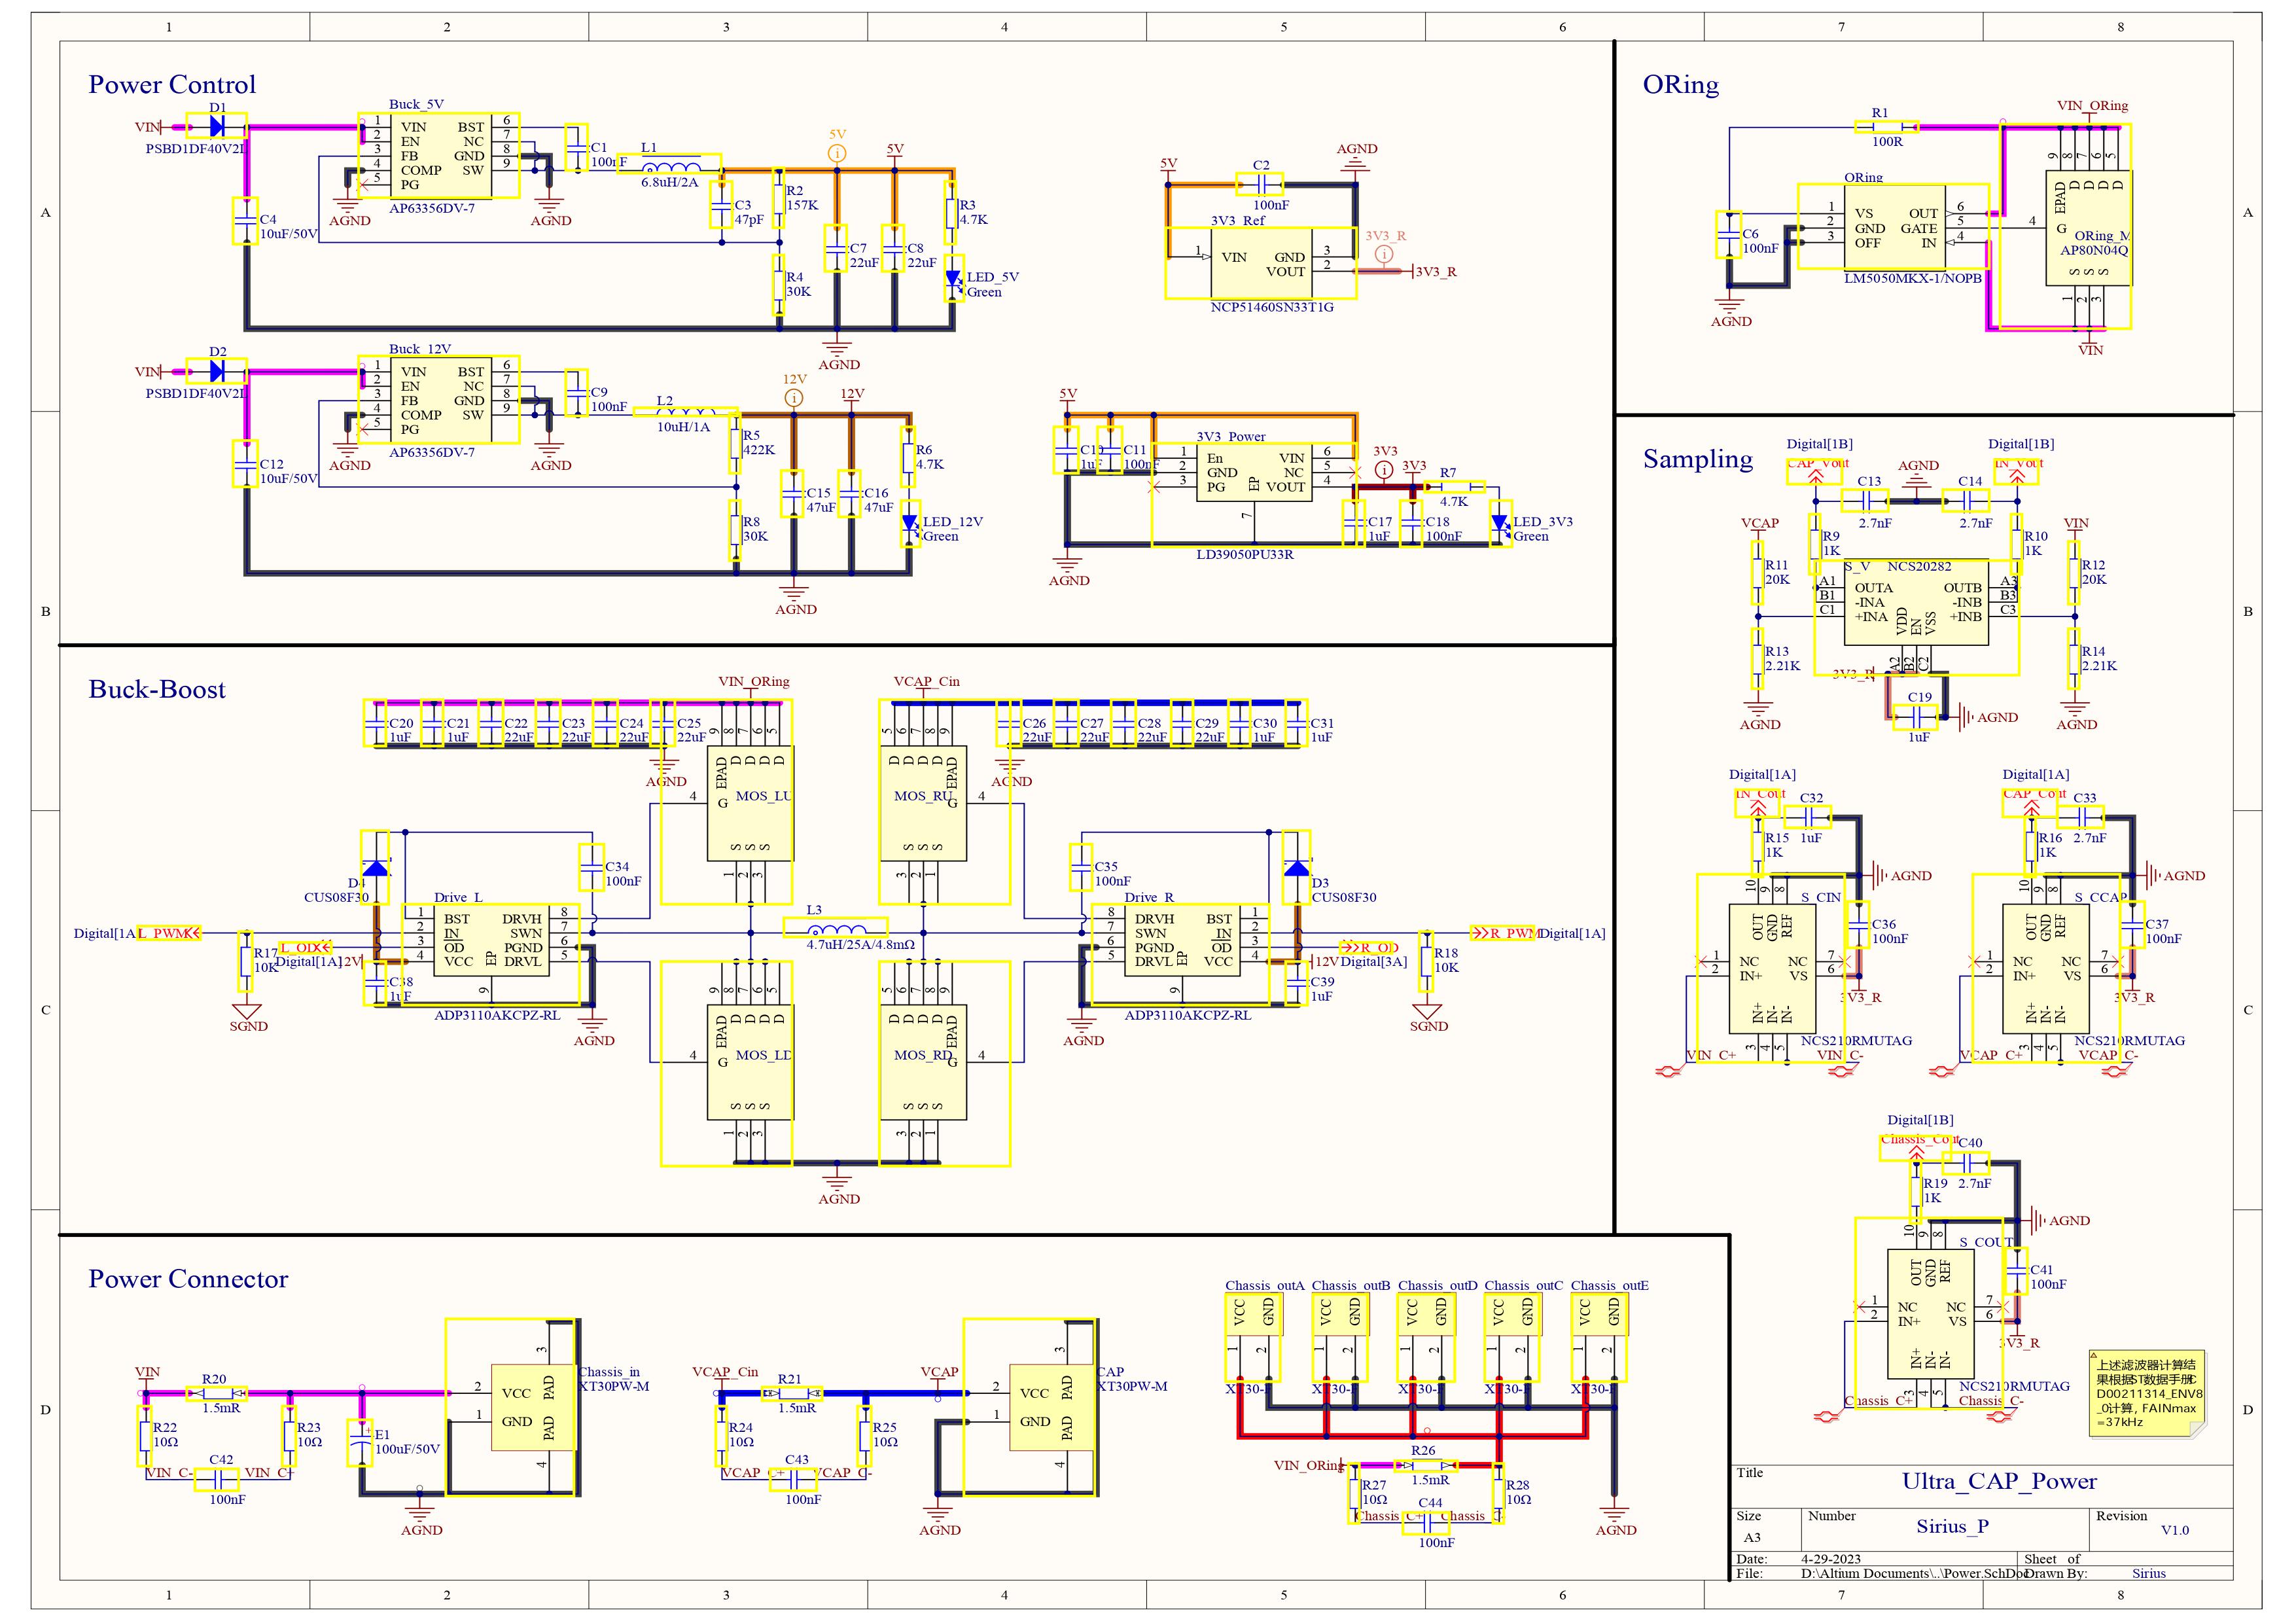 1 2 3 4 5 6 7 8
Power Control
D1
VIN
PSBD1DF40V2L
C4
10uF/50V
Buck_5V
1 VIN BST 6
2 EN NC 7
3 FB GND 8
4 COMP SW 9
5 PG
AP63356DV-7
AGND
AGND
C1
100nF
L1
6.8uH/2A
C3
47pF
R2
157K
R4
30K
5V
C7
22uF
5V
C8
22uF
R3
4.7K
LED_5V
Green
AGND
5V
C2
100nF
AGND
3V3_Ref
1 VIN GND 3
VOUT 2
NCP51460SN33T1G
3V3_R
3V3_R
D2
VIN
PSBD1DF40V2L
C12
10uF/50V
Buck_12V
1 VIN BST 6
2 EN NC 7
3 FB GND 8
4 COMP SW 9
5 PG
AP63356DV-7
AGND
AGND
C9
100nF
L2
10uH/1A
R5
422K
R8
30K
12V
C15
47uF
12V
C16
47uF
R6
4.7K
LED_12V
Green
AGND
5V
C10
1uF
C11
100nF
3V3_Power
1 En VIN 6
2 GND NC 5
3 PG VOUT 4
EP
7
LD39050PU33R
AGND
3V3
3V3
C17
1uF
C18
100nF
R7
4.7K
LED_3V3
Green
ORing
R1
100R
C6
100nF
AGND
ORing
1 VS OUT 6
2 GND GATE 5
3 OFF IN 4
LM5050MKX-1/NOPB
VIN_ORing
9 8 7 6 5
EPAD D D D D
4 G
ORing_M
AP80N04Q
S S S
1 2 3
VIN
Sampling
Digital[1B]
CAP_Vout
C13
2.7nF
AGND
C14
2.7nF
Digital[1B]
IN_Vout
VCAP
R11
20K
R13
2.21K
AGND
R9
1K
R10
1K
S_V NCS20282
A1 OUTA OUTB A3
B1 -INA -INB B3
C1 +INA +INB C3
VDD EN VSS
A2 B2 C2
3V3_R
C19
1uF
AGND
VIN
R12
20K
R14
2.21K
AGND
Digital[1A]
IN_Cout
C32
1uF
R15
1K
AGND
10 9 8
S_CIN
OUT GND REF
C36
100nF
1 NC NC 7
2 IN+ VS 6
IN+ IN- IN-
3 4 5
3V3_R
NCS210RMUTAG
VIN_C+
VIN_C-
Digital[1A]
CAP_Cout
C33
2.7nF
R16
1K
AGND
10 9 8
S_CCAP
OUT GND REF
C37
100nF
1 NC NC 7
2 IN+ VS 6
IN+ IN- IN-
3 4 5
3V3_R
NCS210RMUTAG
VCAP_C+
VCAP_C-
Digital[1B]
Chassis_Cout
C40
2.7nF
R19
1K
AGND
10 9 8
S_COUT
OUT GND REF
C41
100nF
1 NC NC 7
2 IN+ VS 6
IN+ IN- IN-
3 4 5
3V3_R
NCS210RMUTAG
Chassis_C+
Chassis_C-
上述滤波器计算结
果根据ST数据手册
D00211314_ENV8
_0计算，FAINmax
=37kHz
Buck-Boost
C20
1uF
C21
1uF
C22
22uF
C23
22uF
C24
22uF
C25
22uF
AGND
VIN_ORing
9 8 7 6 5
EPAD D D D D
4 G
MOS_LU
S S S
1 2 3
VCAP_Cin
5 6 7 8 9
D D D D EPAD
G 4
MOS_RU
S S S
3 2 1
C26
22uF
C27
22uF
C28
22uF
C29
22uF
C30
1uF
C31
1uF
AGND
D4
CUS08F30
C34
100nF
Drive_L
1 BST DRVH 8
2 IN SWN 7
3 OD PGND 6
4 VCC DRVL 5
EP
9
ADP3110AKCPZ-RL
Digital[1A]
L_PWM
R17
10K
SGND
L_OD
Digital[1A]
12V
C38
1uF
AGND
L3
4.7uH/25A/4.8mΩ
C35
100nF
D3
CUS08F30
Drive_R
8 DRVH BST 1
7 SWN IN 2
6 PGND OD 3
5 DRVL VCC 4
EP
9
ADP3110AKCPZ-RL
AGND
12V
C39
1uF
R_OD
Digital[3A]
R18
10K
SGND
R_PWM
Digital[1A]
9 8 7 6 5
EPAD D D D D
4 G
MOS_LD
S S S
1 2 3
5 6 7 8 9
D D D D EPAD
G 4
MOS_RD
S S S
3 2 1
AGND
Power Connector
VIN
R20
1.5mR
R22
10Ω
R23
10Ω
VIN_C-
VIN_C+
C42
100nF
E1
100uF/50V
AGND
Chassis_in
XT30PW-M
2 VCC PAD 3
1 GND PAD 4
VCAP_Cin
R21
1.5mR
R24
10Ω
R25
10Ω
VCAP_C+
VCAP_C-
C43
100nF
VCAP
AGND
CAP
XT30PW-M
2 VCC PAD 3
1 GND PAD 4
Chassis_outA Chassis_outB Chassis_outD Chassis_outC Chassis_outE
VCC GND VCC GND VCC GND VCC GND VCC GND
1 2 1 2 1 2 1 2 1 2
VIN_ORing
R26
1.5mR
R27
10Ω
R28
10Ω
Chassis_C+
C44
100nF
AGND
Title
Ultra_CAP_Power
Size
A3
Number
Sirius_P
Revision
V1.0
Date: 4-29-2023
Sheet of
File: D:\Altium Documents\..\Power.SchDoc
Drawn By: Sirius
A
B
C
D
A
B
C
D
1 2 3 4 5 6 7 8